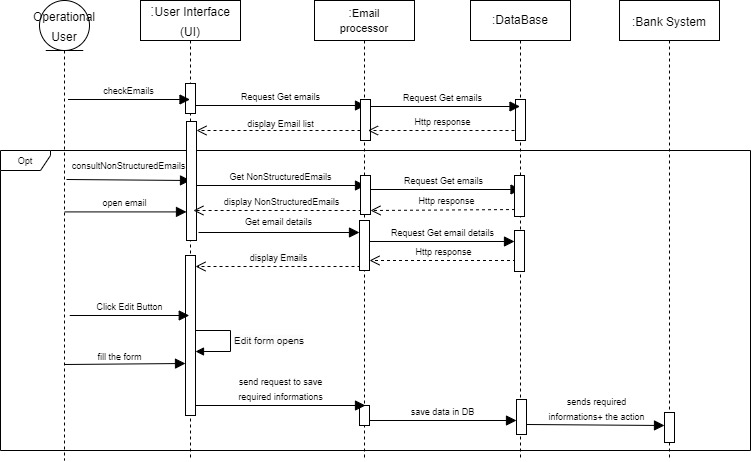 Operational
User
:User Interface
(UI)
:Email
processor
:DataBase
:Bank System
checkEmails
Request Get emails
Request Get emails
display Email list
Http response
Opt
consultNonStructuredEmails
Get NonStructuredEmails
Request Get emails
open email
display NonStructuredEmails
Http response
Get email details
Request Get email details
display Emails
Http response
Click Edit Button
Edit form opens
fill the form
send request to save
required informations
save data in DB
sends required
informations+ the action